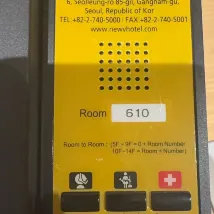 6, Seolleung-ro 85-gil, Gangnam-gu,
Seoul, Republic of Kor
TEL +82-2-740-5000 FAX +82-2-740-5001
www.newvhotel.com
Room 610
Room to Room : (5F ~ 9F = 0 + Room Number
10F~14F = Room + Number)